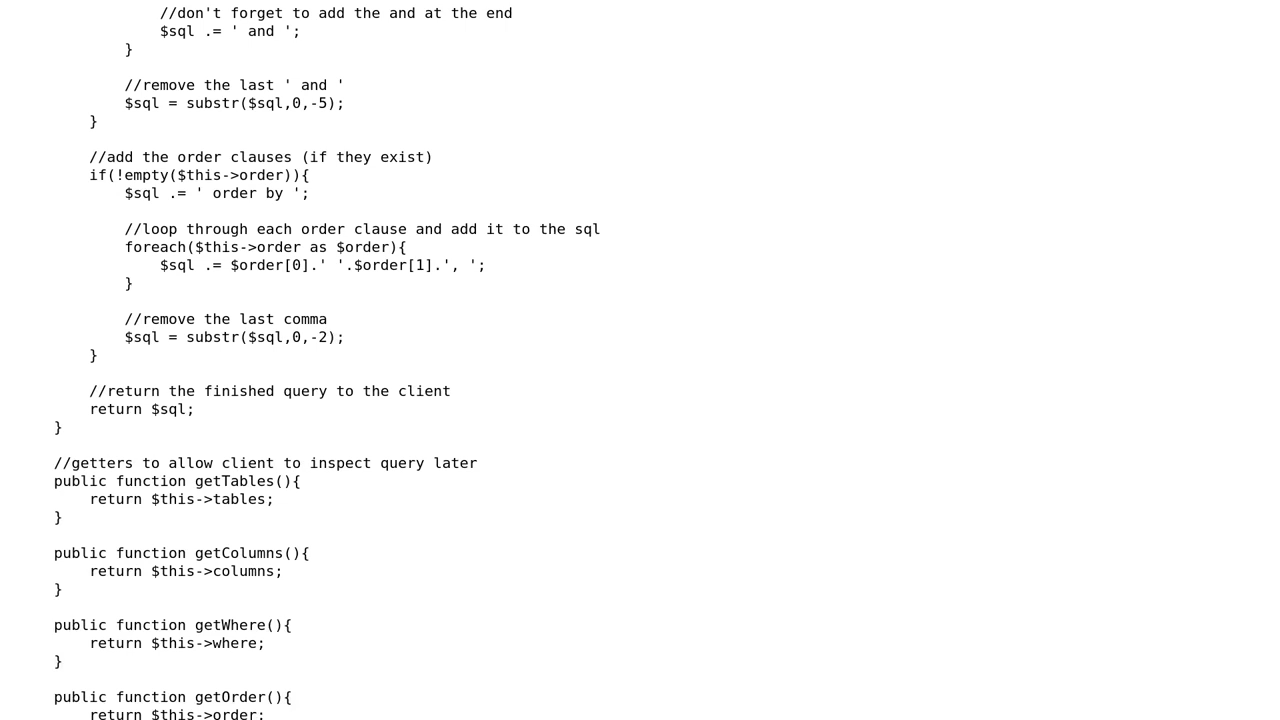 //don't forget to add the and at the end
$sql .= ' and ';
}
//remove the last ' and '
$sql = substr($sql,0,-5);
}
//add the order clauses (if they exist)
if(!empty($this->order)){
$sql .= ' order by ';
//loop through each order clause and add it to the sql
foreach($this->order as $order){
$sql .= $order[0].' '.$order[1].', ';
}
//remove the last comma
$sql = substr($sql,0,-2);
}
//return the finished query to the client
return $sql;
}
//getters to allow client to inspect query later
public function getTables(){
return $this->tables;
}
public function getColumns(){
return $this->columns;
}
public function getWhere(){
return $this->where;
}
public function getOrder(){
return $this->order;